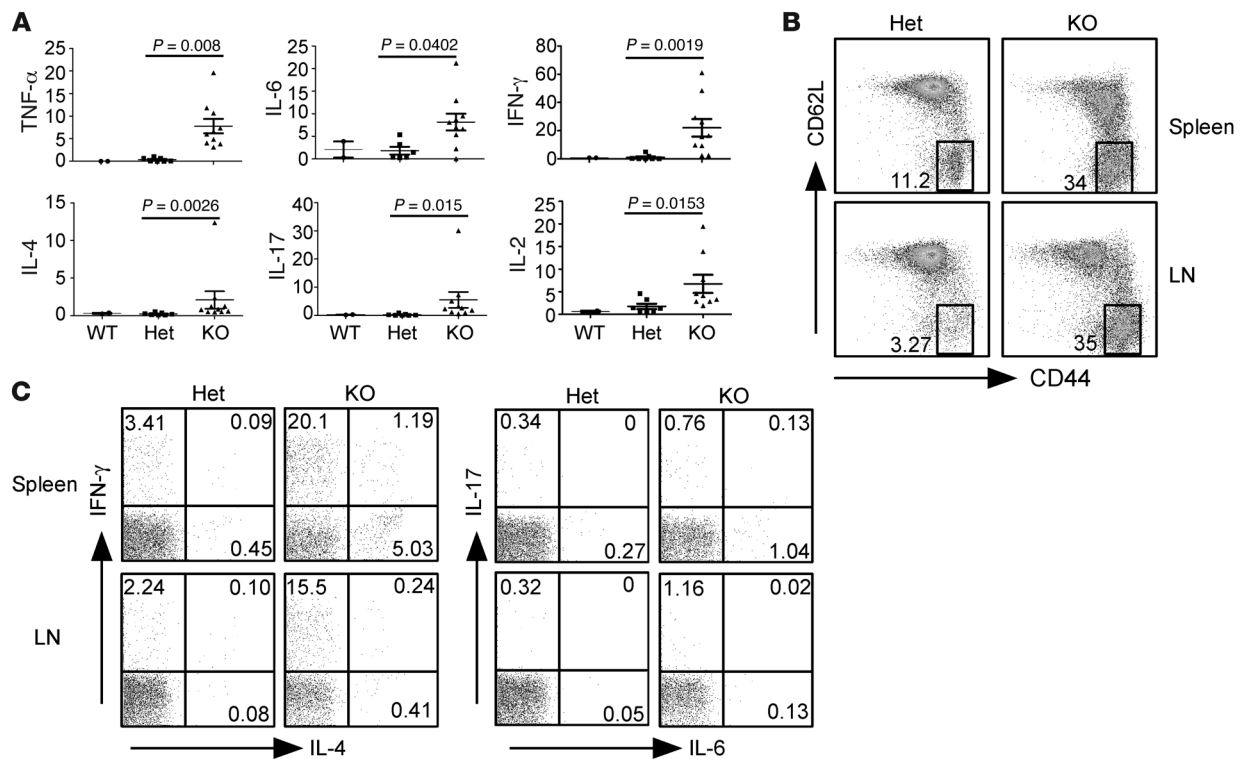 A
P = 0.008
25
20
15
10
5
0
TNF-α
P = 0.0402
25
20
15
10
5
0
IL-6
P = 0.0019
80
60
40
20
0
IFN-γ
P = 0.0026
15
10
5
0
IL-4
WT Het KO
P = 0.015
40
30
20
10
0
IL-17
WT Het KO
P = 0.0153
25
20
15
10
5
0
IL-2
WT Het KO
B
Het KO
CD62L
11.2
34
Spleen
3.27
35
LN
CD44
C
Het KO
Spleen
IFN-γ
3.41 0.09
0.45
20.1 1.19
5.03
LN
2.24 0.10
0.08
15.5 0.24
0.41
IL-4
Het KO
IL-17
0.34 0
0.27
0.76 0.13
1.04
0.32 0
0.05
1.16 0.02
0.13
IL-6